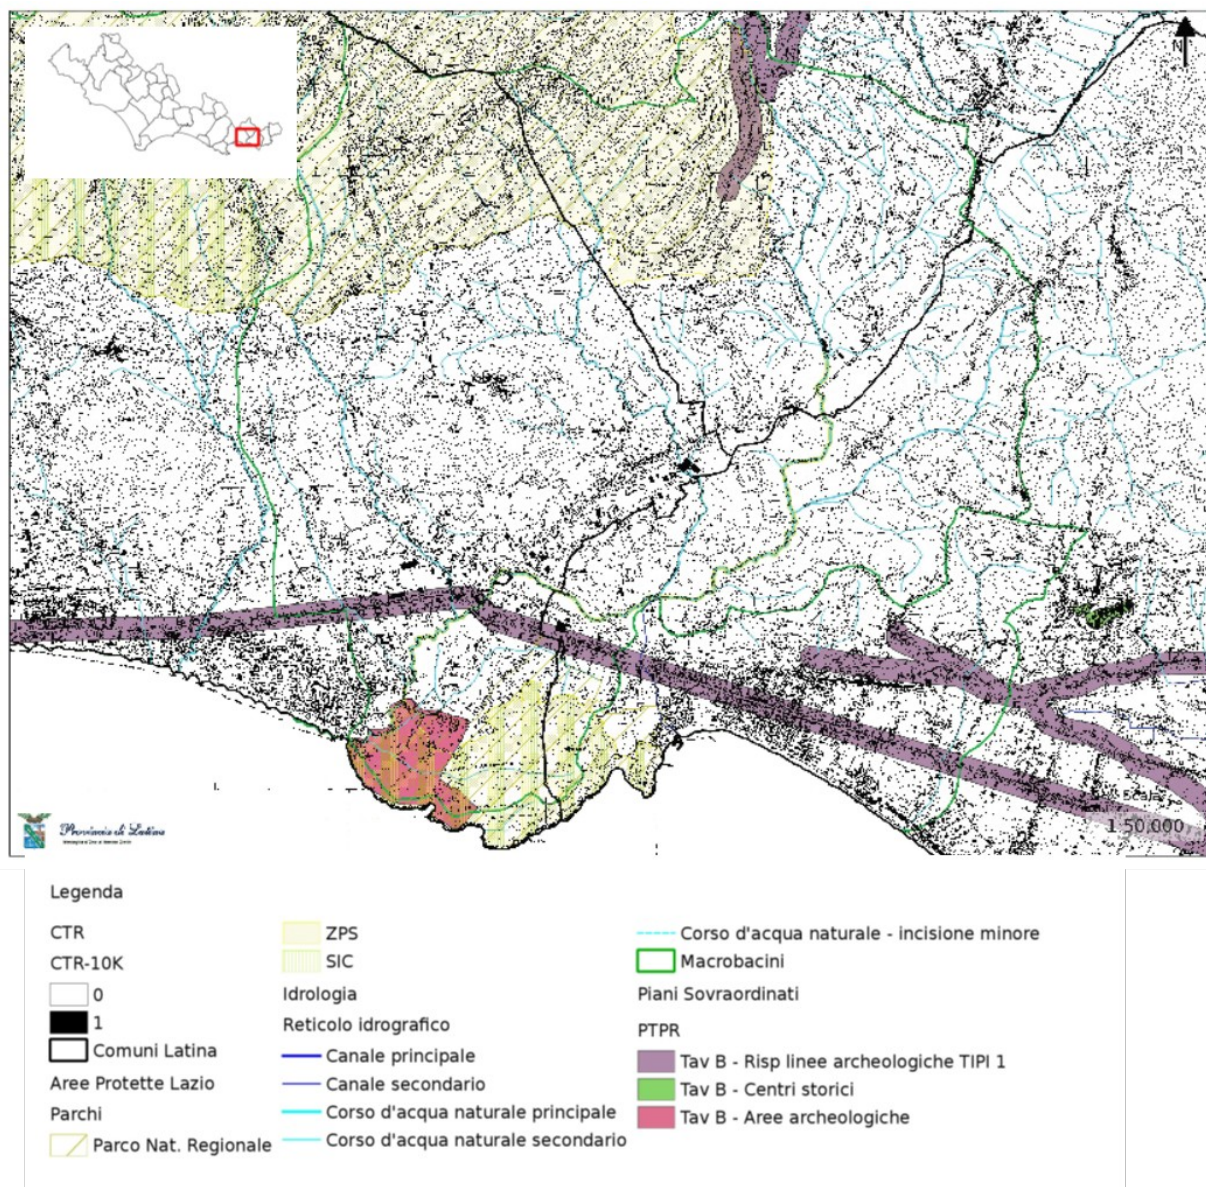 N
Provincia di Latina
Scala
1:50,000
Legenda
CTR
CTR-10K
0
1
Comuni Latina
Aree Protette Lazio
Parchi
Parco Nat. Regionale
ZPS
SIC
Idrologia
Reticolo idrografico
Canale principale
Canale secondario
Corso d'acqua naturale principale
Corso d'acqua naturale secondario
Corso d'acqua naturale - incisione minore
Macrobacini
Piani Sovraordinati
PTPR
Tav B - Risp linee archeologiche TIPI 1
Tav B - Centri storici
Tav B - Aree archeologiche